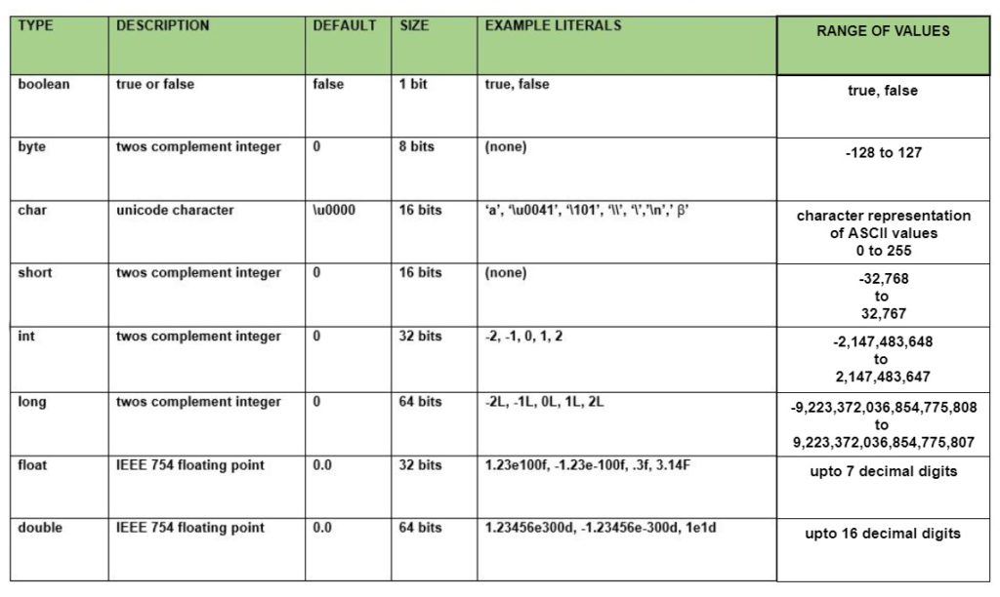 TYPE DESCRIPTION DEFAULT SIZE EXAMPLE LITERALS RANGE OF VALUES
boolean true or false false 1 bit true, false true, false
byte twos complement integer 0 8 bits (none) -128 to 127
char unicode character \u0000 16 bits ‘a’, ‘\u0041’, ‘\101’, ‘\\’, ‘\’,’\n’,’ β’ character representation
of ASCII values
0 to 255
short twos complement integer 0 16 bits (none) -32,768
to
32,767
int twos complement integer 0 32 bits -2, -1, 0, 1, 2 -2,147,483,648
to
2,147,483,647
long twos complement integer 0 64 bits -2L, -1L, 0L, 1L, 2L -9,223,372,036,854,775,808
to
9,223,372,036,854,775,807
float IEEE 754 floating point 0.0 32 bits 1.23e100f, -1.23e-100f, .3f, 3.14F upto 7 decimal digits
double IEEE 754 floating point 0.0 64 bits 1.23456e300d, -1.23456e-300d, 1e1d upto 16 decimal digits